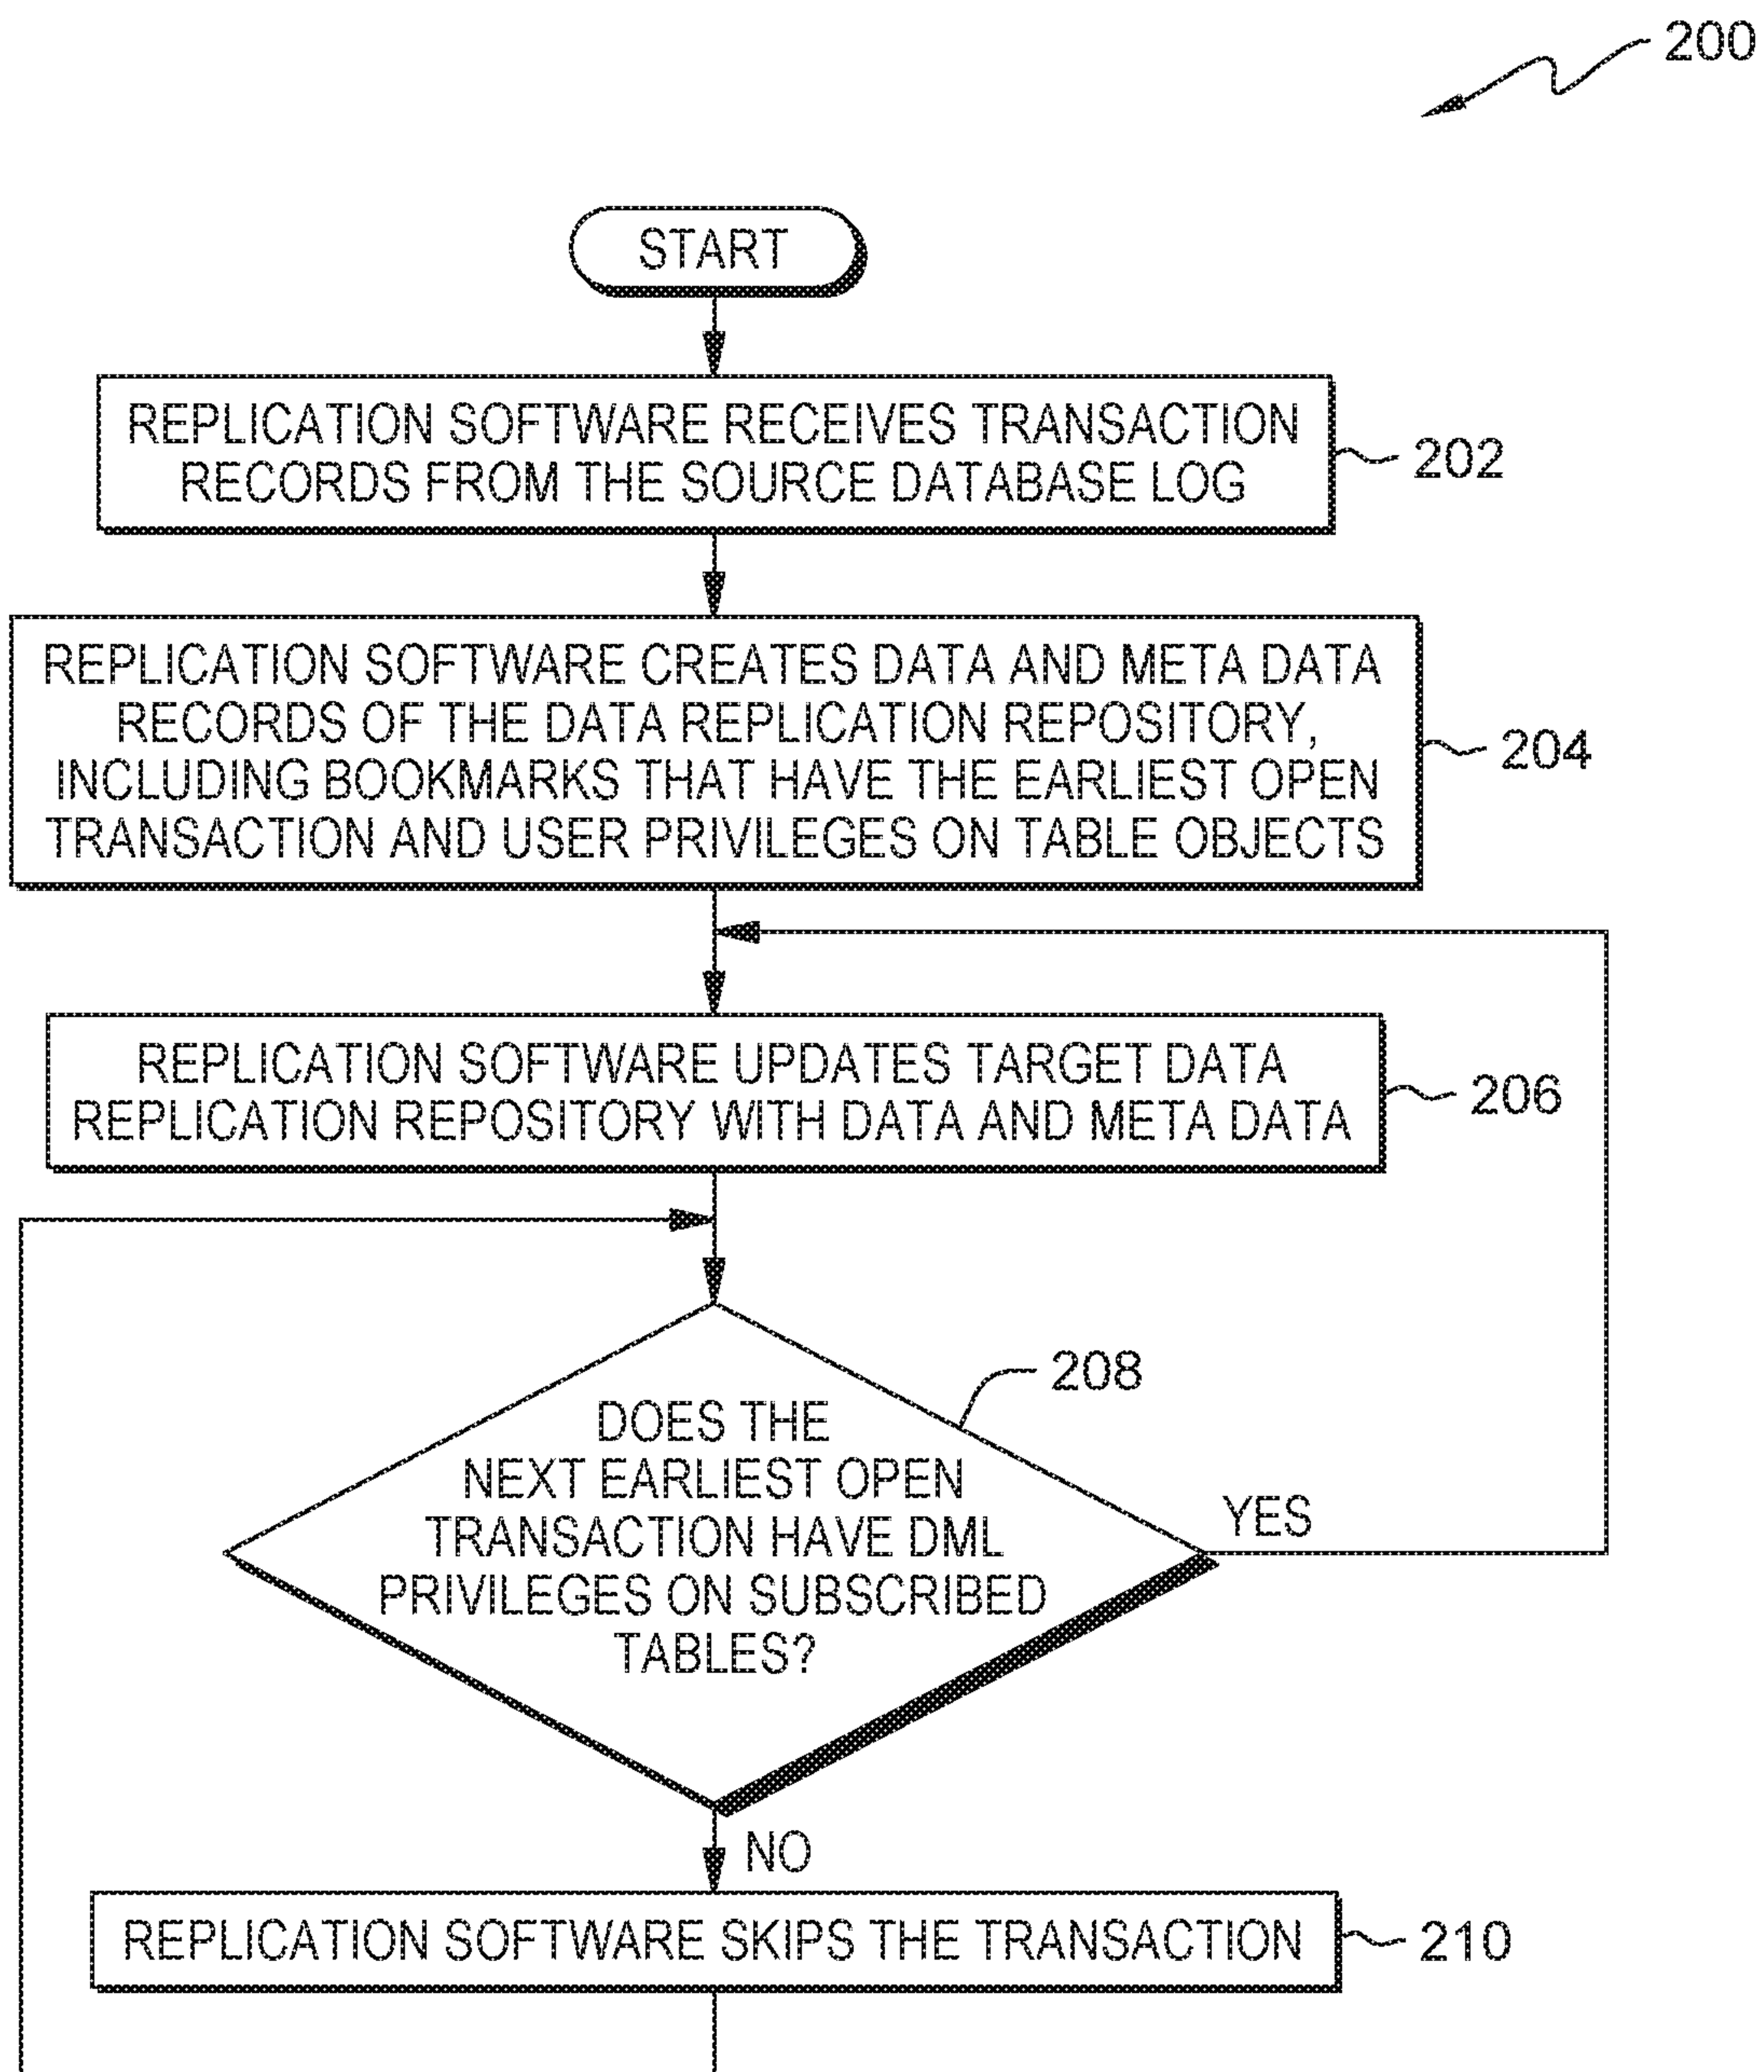 200
START
REPLICATION SOFTWARE RECEIVES TRANSACTION
RECORDS FROM THE SOURCE DATABASE LOG
202
REPLICATION SOFTWARE CREATES DATA AND META DATA
RECORDS OF THE DATA REPLICATION REPOSITORY,
INCLUDING BOOKMARKS THAT HAVE THE EARLIEST OPEN
TRANSACTION AND USER PRIVILEGES ON TABLE OBJECTS
204
REPLICATION SOFTWARE UPDATES TARGET DATA
REPLICATION REPOSITORY WITH DATA AND META DATA
206
208
DOES THE
NEXT EARLIEST OPEN
TRANSACTION HAVE DML
PRIVILEGES ON SUBSCRIBED
TABLES?
YES
NO
REPLICATION SOFTWARE SKIPS THE TRANSACTION
210